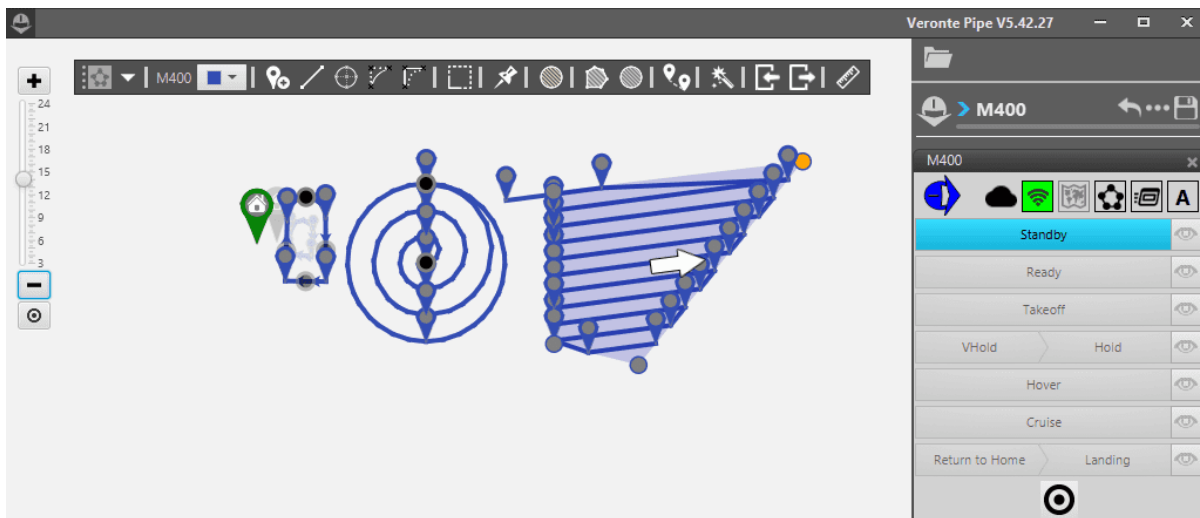 Veronte Pipe V5.42.27
M400
M400
M400
24
21
18
15
12
9
6
3
A
Standby
Ready
Takeoff
VHold Hold
Hover
Cruise
Return to Home Landing